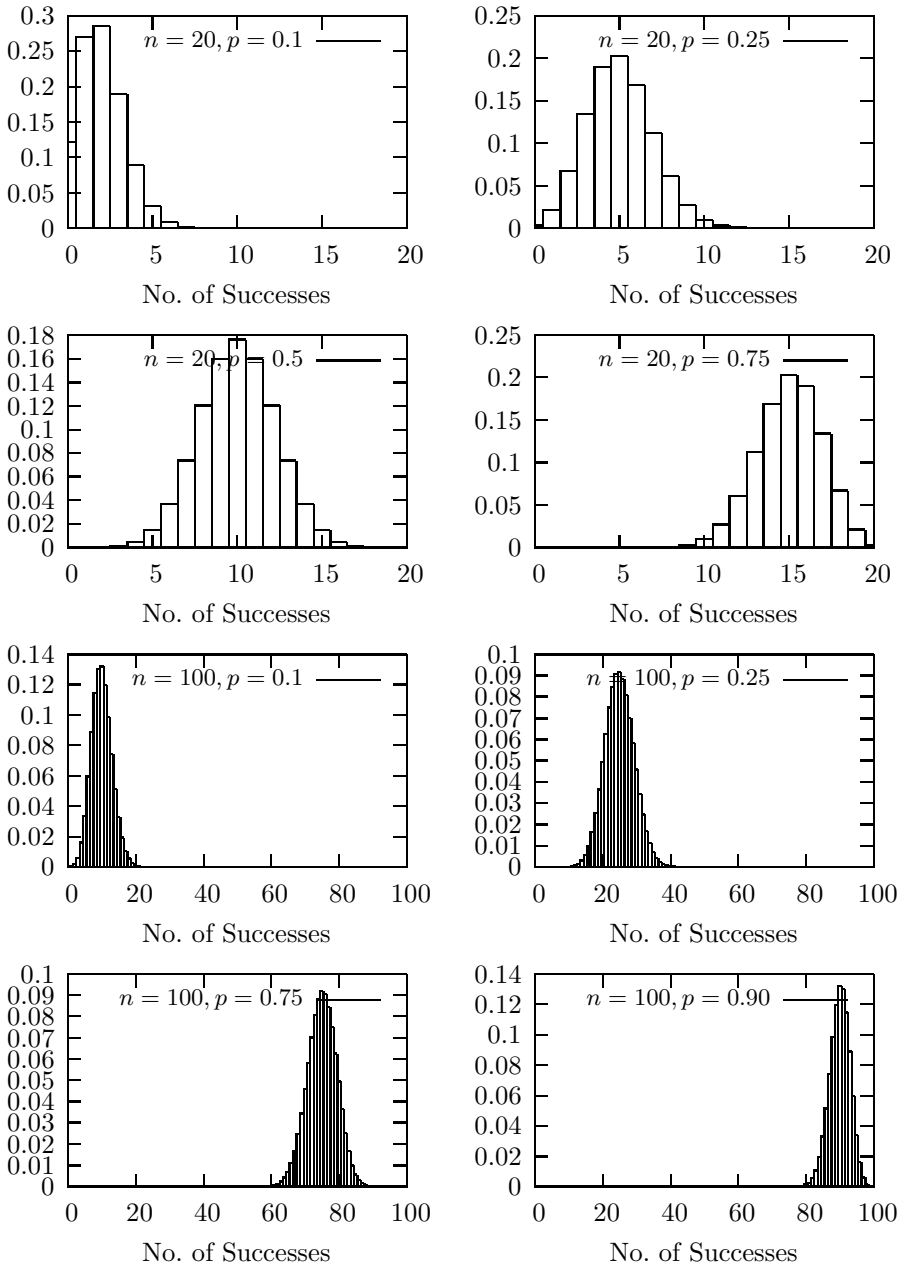 n = 20, p = 0.1
0.3
0.25
0.2
0.15
0.1
0.05
0
0 5 10 15 20
No. of Successes
n = 20, p = 0.25
0.25
0.2
0.15
0.1
0.05
0
0 5 10 15 20
No. of Successes
n = 20, p = 0.5
0.18
0.16
0.14
0.12
0.1
0.08
0.06
0.04
0.02
0
0 5 10 15 20
No. of Successes
n = 20, p = 0.75
0.25
0.2
0.15
0.1
0.05
0
0 5 10 15 20
No. of Successes
n = 100, p = 0.1
0.14
0.12
0.1
0.08
0.06
0.04
0.02
0
0 20 40 60 80 100
No. of Successes
n = 100, p = 0.25
0.1
0.09
0.08
0.07
0.06
0.05
0.04
0.03
0.02
0.01
0
0 20 40 60 80 100
No. of Successes
n = 100, p = 0.75
0.1
0.09
0.08
0.07
0.06
0.05
0.04
0.03
0.02
0.01
0
0 20 40 60 80 100
No. of Successes
n = 100, p = 0.90
0.14
0.12
0.1
0.08
0.06
0.04
0.02
0
0 20 40 60 80 100
No. of Successes